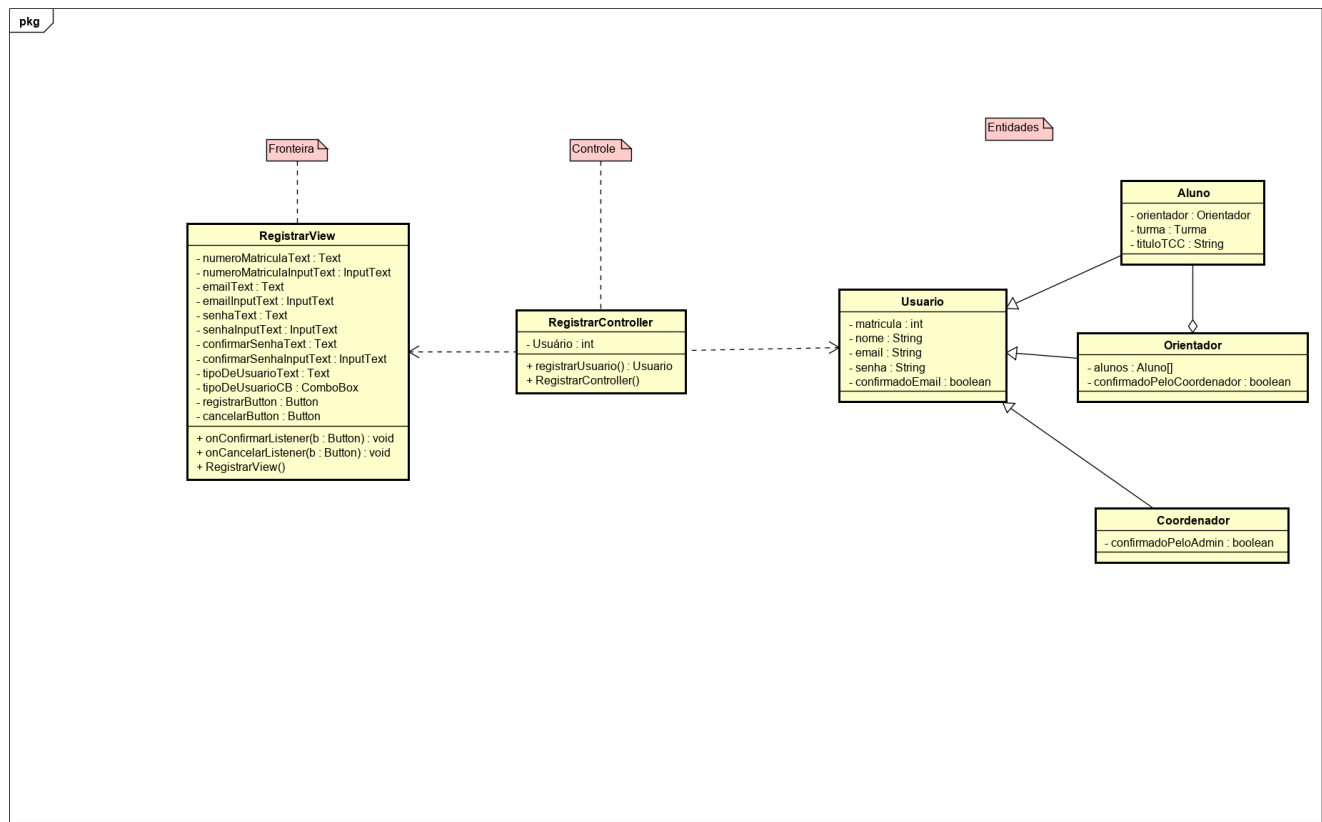 pkg
Fronteira
Controle
Entidades
RegistrarView
- numeroMatriculaText : Text
- numeroMatriculaInputText : InputText
- emailText : Text
- emailInputText : InputText
- senhaText : Text
- senhaInputText : InputText
- confirmarSenhaText : Text
- confirmarSenhaInputText : InputText
- tipoDeUsuarioText : Text
- tipoDeUsuarioCB : ComboBox
- registrarButton : Button
- cancelarButton : Button
+ onConfirmarListener(b : Button) : void
+ onCancelarListener(b : Button) : void
+ RegistrarView()
RegistrarController
- Usuário : int
+ registrarUsuario() : Usuario
+ RegistrarController()
Usuario
- matricula : int
- nome : String
- email : String
- senha : String
- confirmadoEmail : boolean
Aluno
- orientador : Orientador
- turma : Turma
- tituloTCC : String
Orientador
- alunos : Aluno[]
- confirmadoPeloCoordenador : boolean
Coordenador
- confirmadoPeloAdmin : boolean